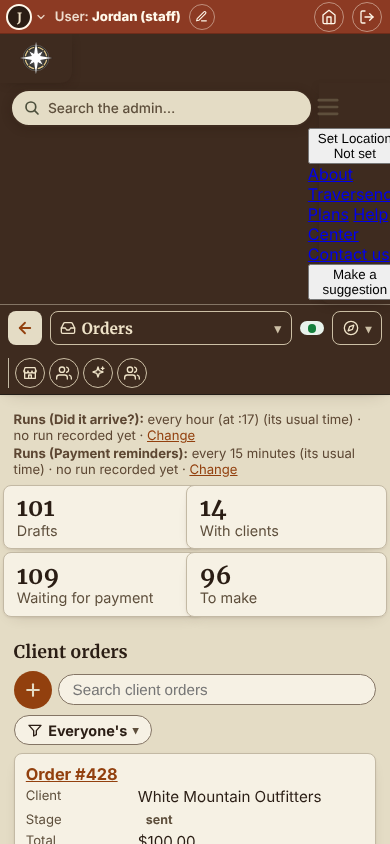 J
User: Jordan (staff)
Search the admin...
Set Location
Not set
About
Traversend
Plans Help
Center
Contact us
Make a
suggestion
Orders
Runs (Did it arrive?): every hour (at :17) (its usual time) ·
no run recorded yet · Change
Runs (Payment reminders): every 15 minutes (its usual
time) · no run recorded yet · Change
101
Drafts
14
With clients
109
Waiting for payment
96
To make
Client orders
Search client orders
Everyone's
Order #428
Client White Mountain Outfitters
Stage sent
Total $100.00